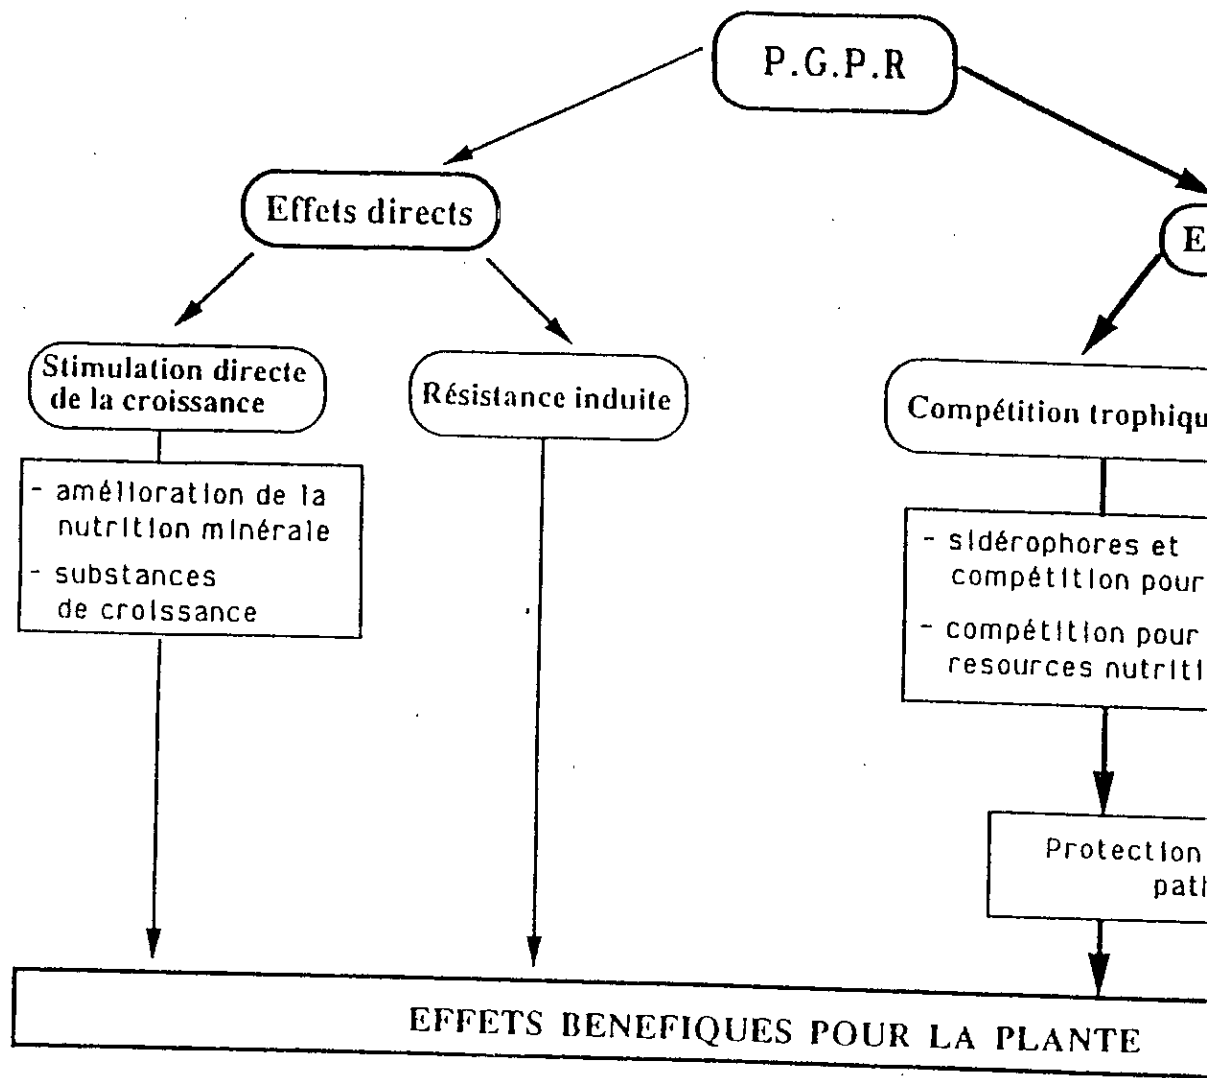 P.G.P.R
Effets directs
E
Stimulation directe
de la croissance
Résistance induite
Compétition trophiqu
- amélioration de la
nutrition minérale
- substances
de croissance
- sidérophores et
compétition pour
- compétition pour
resources nutriti
Protection
path
EFFETS BENEFIQUES POUR LA PLANTE